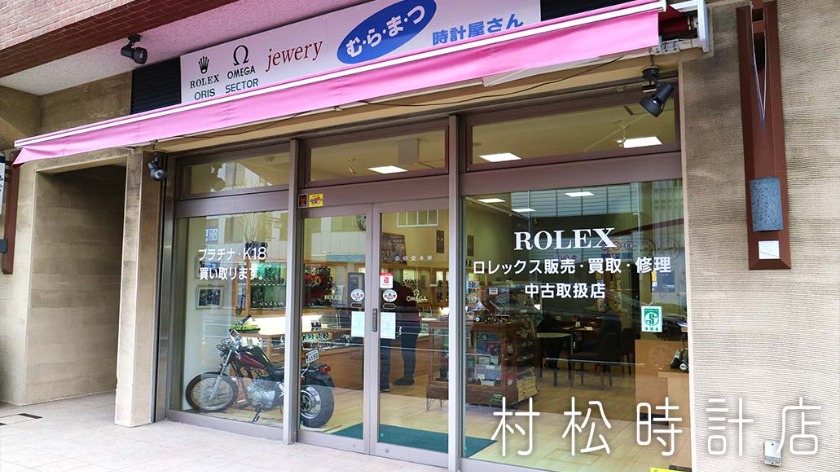 ROLEX
OMEGA
ORIS SECTOR
jewery
む・ら・ま・つ
時計屋さん
プラチナ・K18
買い取ります
ROLEX
OMEGA
ROLEX
ロレックス販売・買取・修理
中古取扱店
村松時計店